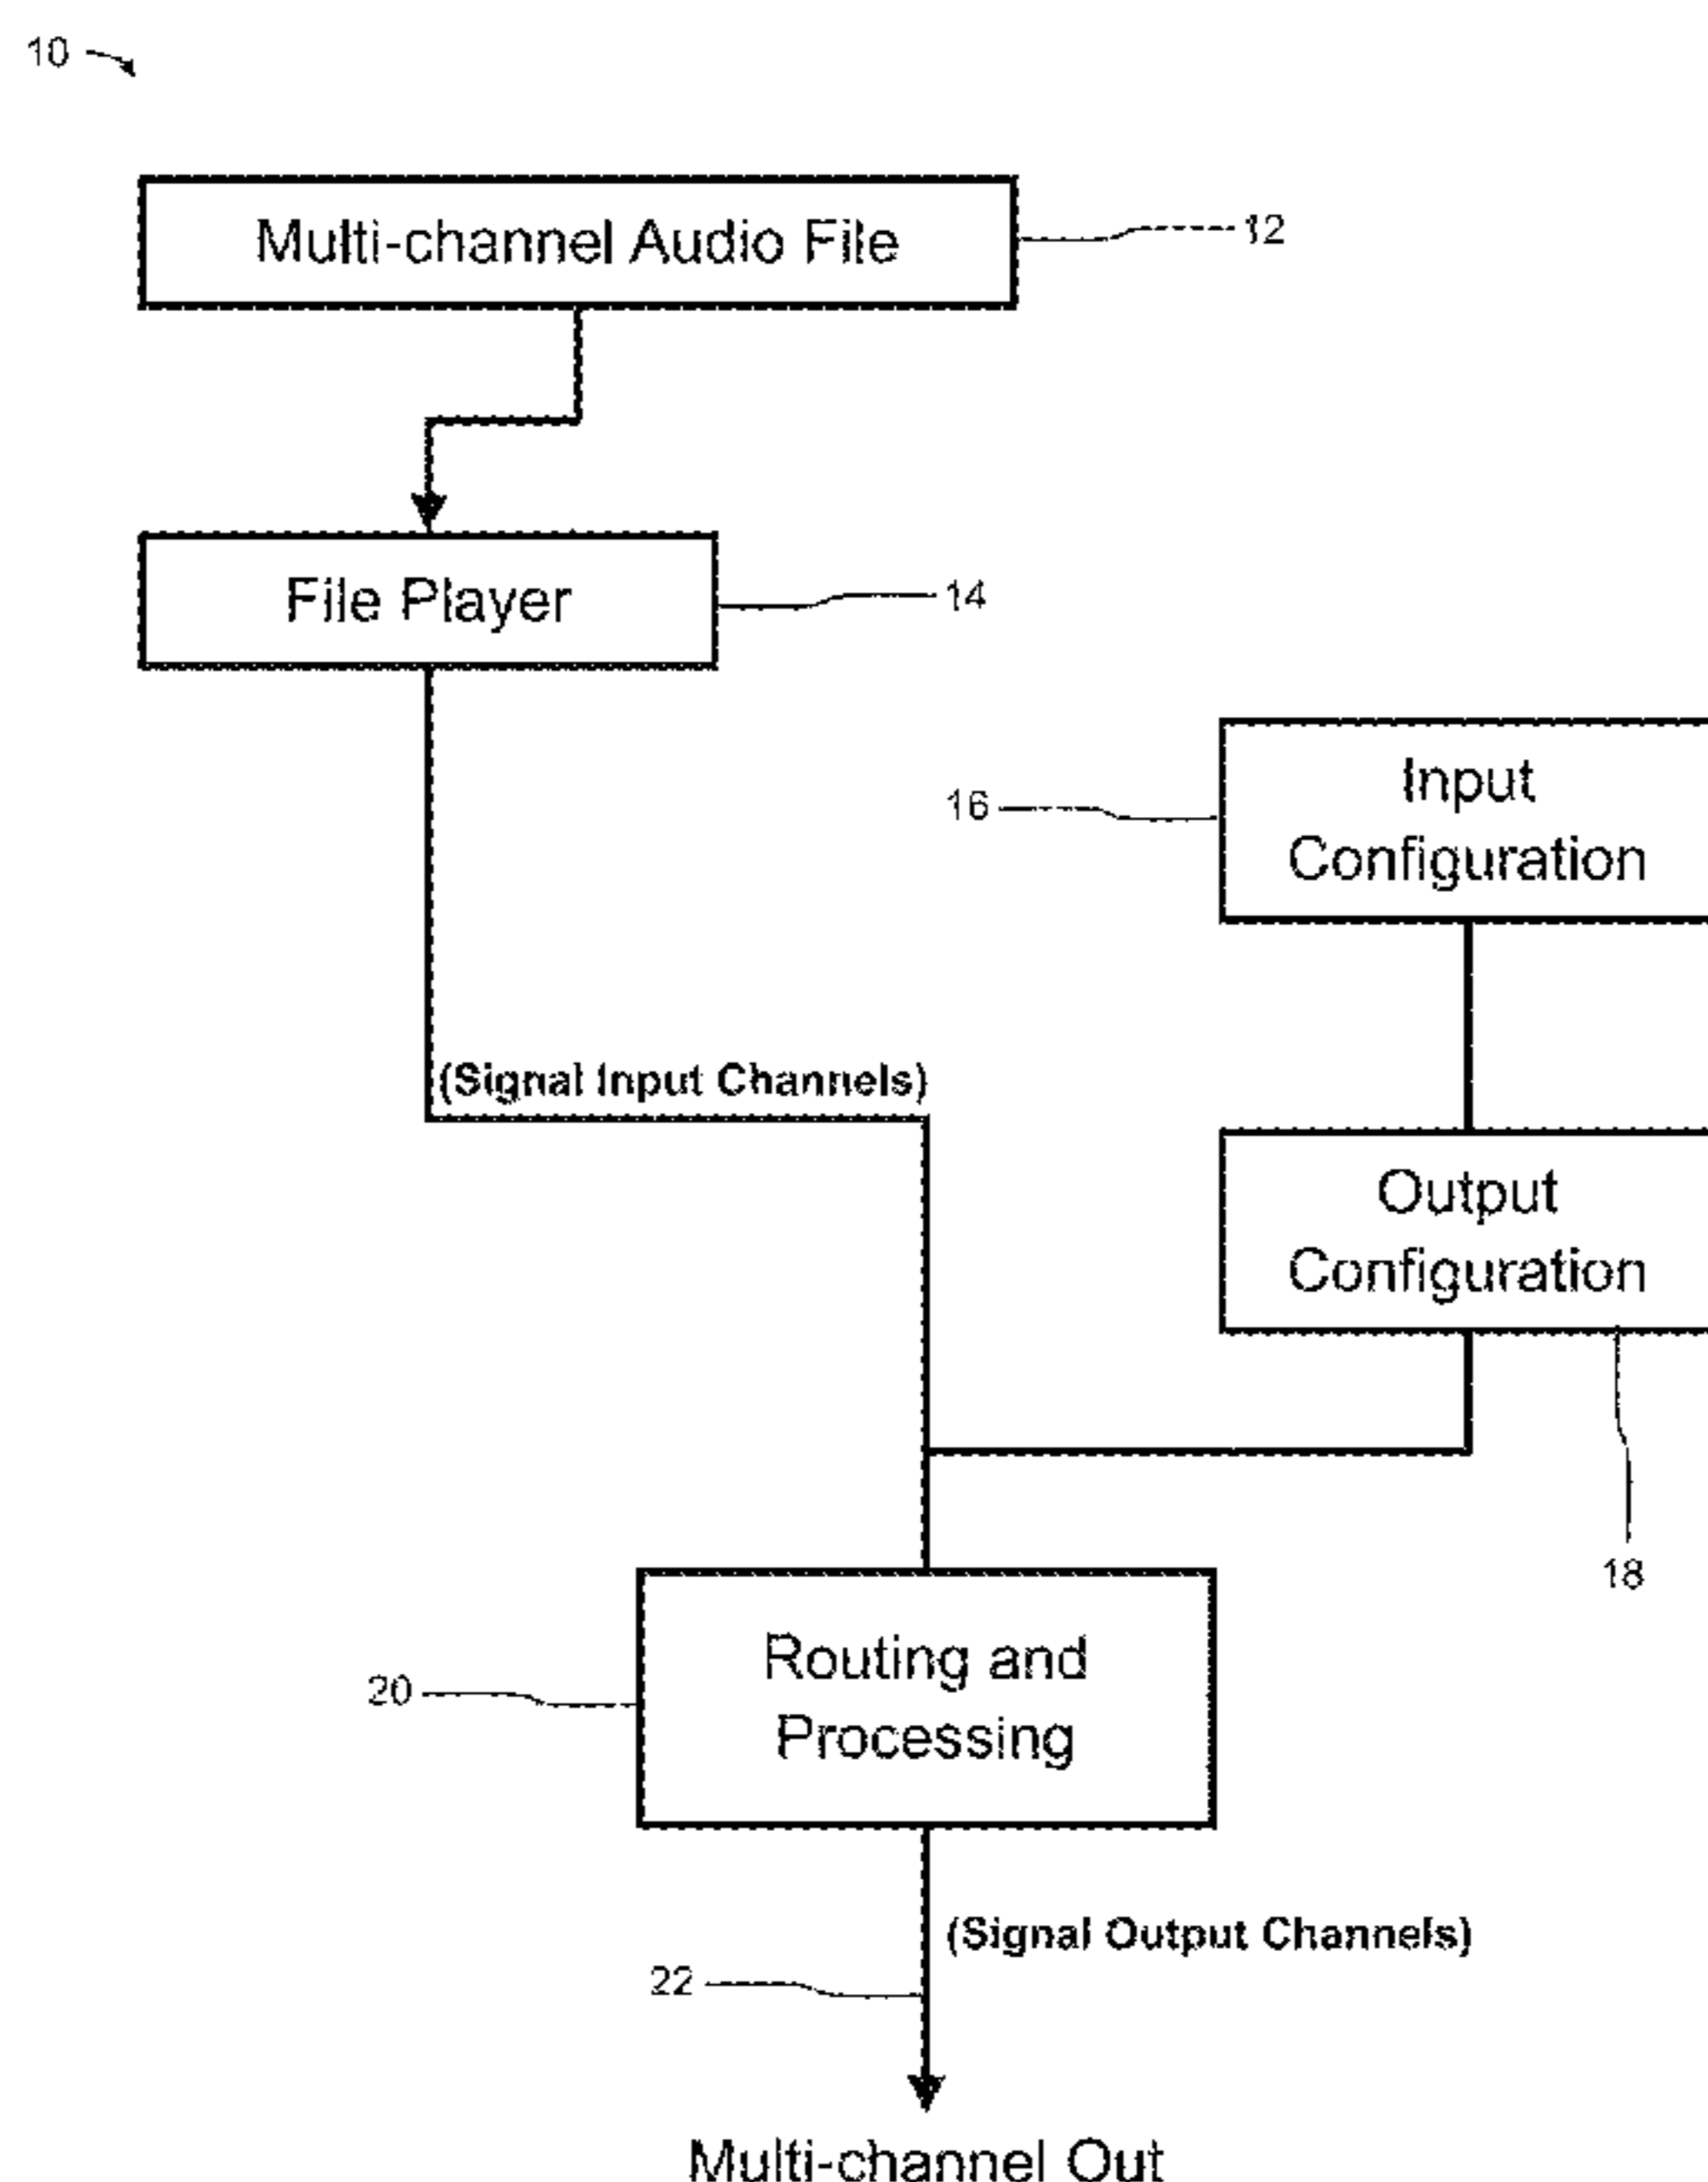 10
Multi-channel Audio File
12
File Player
14
Input
Configuration
16
(Signal Input Channels)
Output
Configuration
18
Routing and
Processing
20
(Signal Output Channels)
22
Multi-channel Out